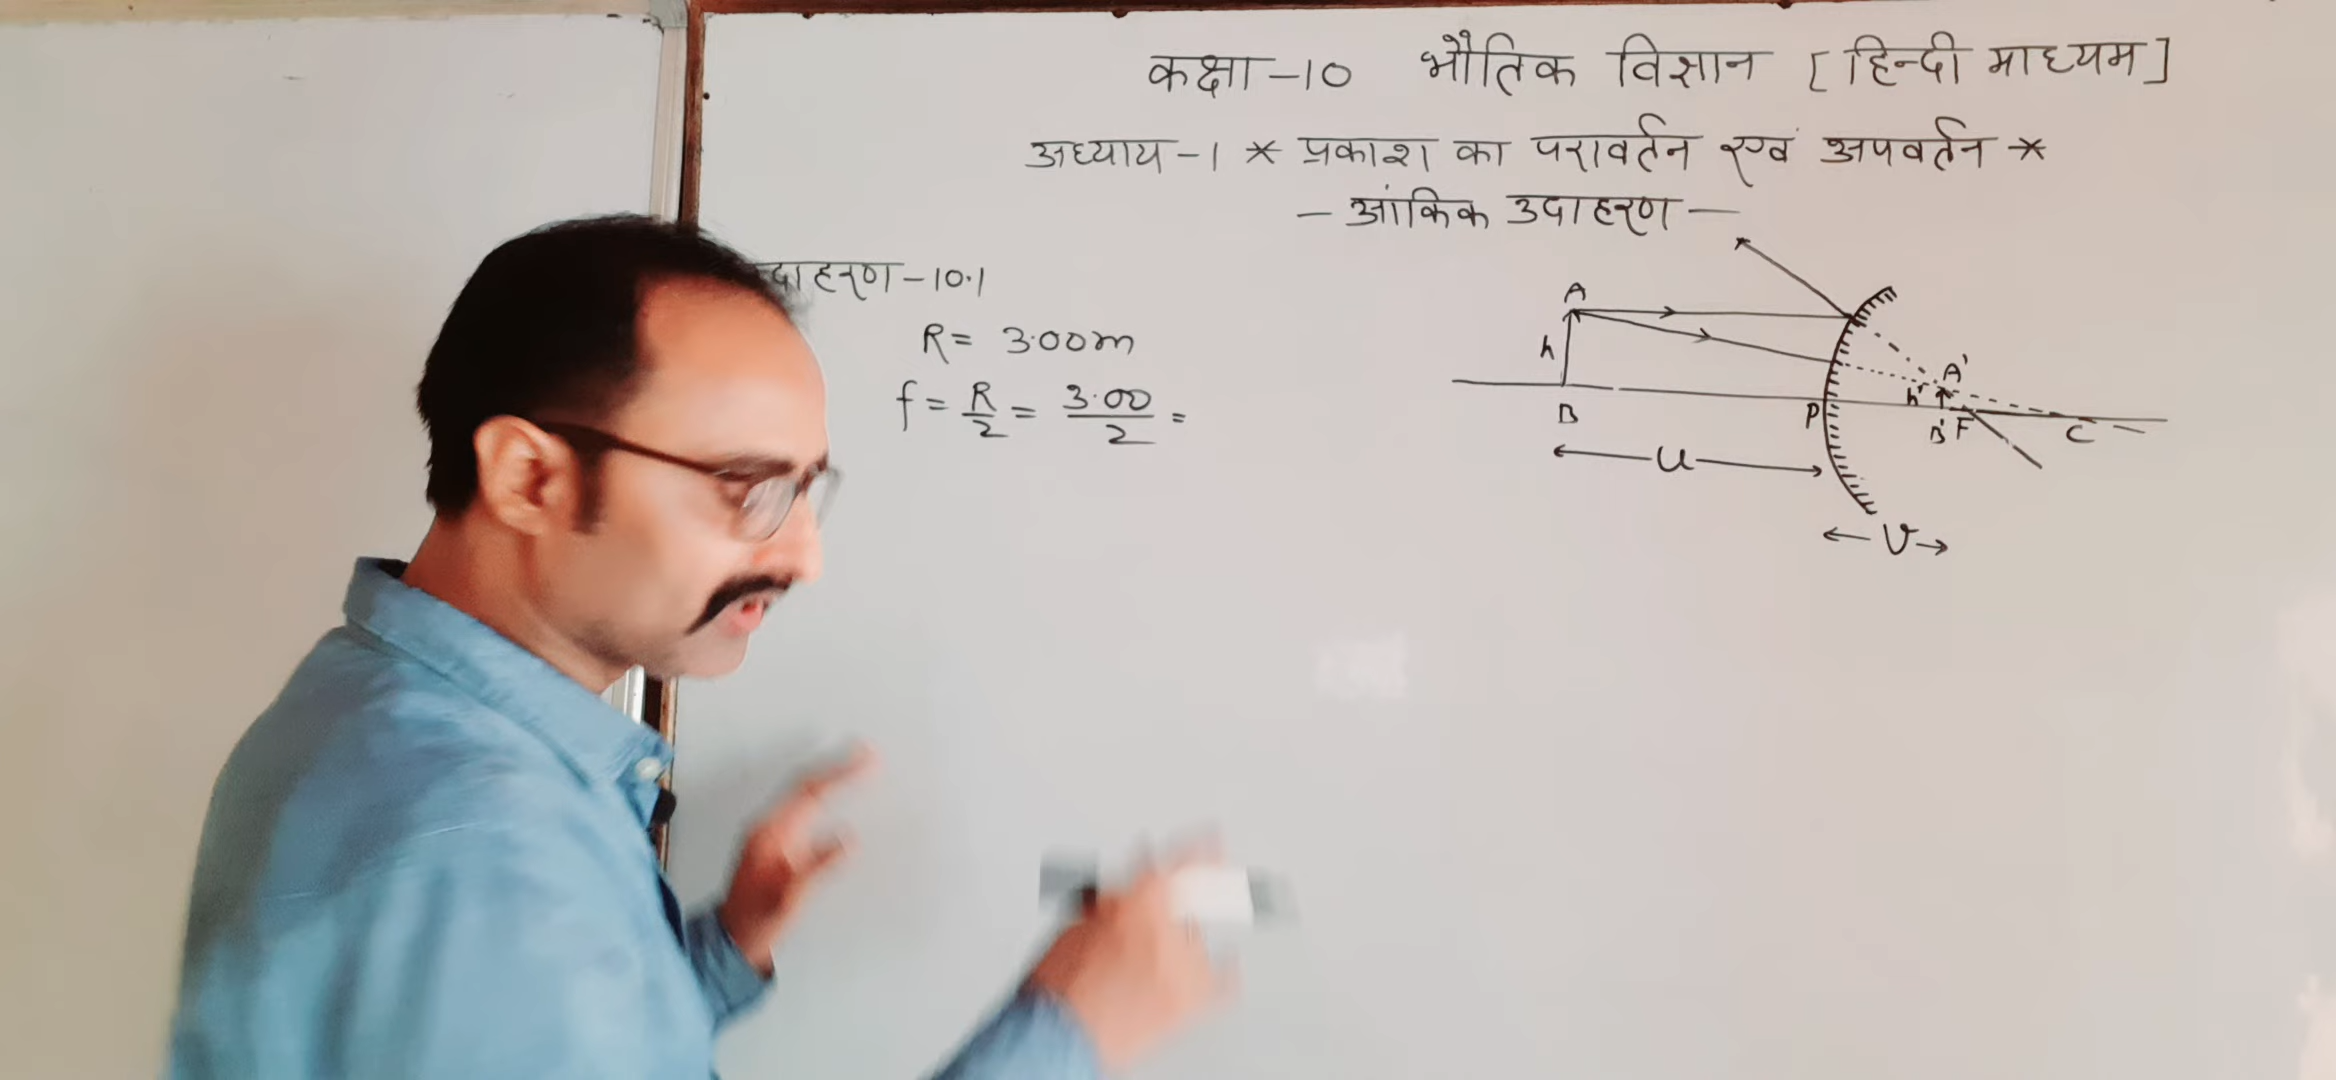 कक्षा -10 भौतिक विज्ञान [हिन्दी माध्यम]
अध्याय -1 * प्रकाश का परावर्तन एवं अपवर्तन *
- आंकिक उदाहरण -
दाहरण -10.1
R = 3.00m
f = R/2 = 3.00/2 =
A
h
B
P
A'
h'
B' F
C
u
v